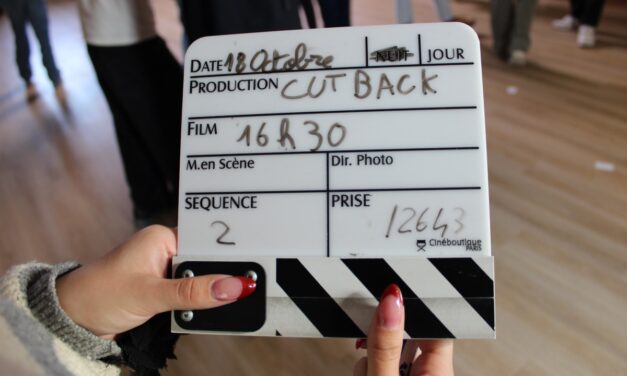 DATE 18 Octobre NUIT JOUR
PRODUCTION CUT BACK
FILM 16h30
M.en Scène Dir. Photo
SEQUENCE PRISE
2 12643
Cinéboutique
PARIS